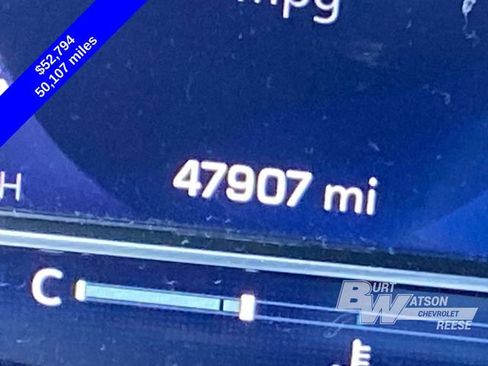 $52,794
50,107 miles
mpg
H
47907 mi
C
BURT
WATSON
CHEVROLET
REESE